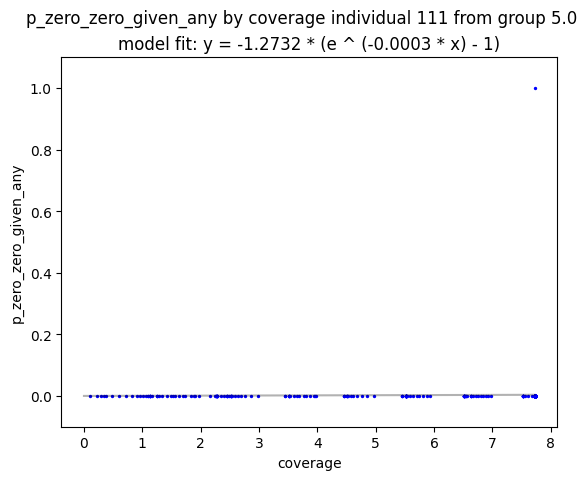 p_zero_zero_given_any by coverage individual 111 from group 5.0
model fit: y = -1.2732 * (e ^ (-0.0003 * x) - 1)
1.0
0.8
0.6
0.4
0.2
0.0
p_zero_zero_given_any
0 1 2 3 4 5 6 7 8
coverage